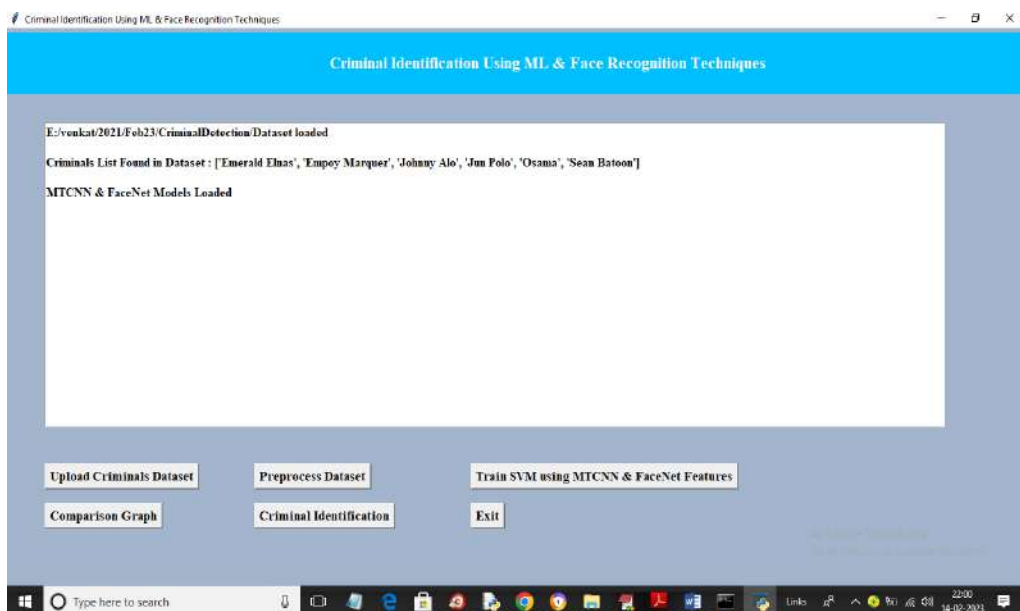 Criminal Identification Using ML & Face Recognition Techniques
Criminal Identification Using ML & Face Recognition Techniques
E:/venkat/2021/Feb23/CriminalDetection/Dataset loaded
Criminals List Found in Dataset : ['Emerald Elnas', 'Empoy Marquer', 'Johnny Alo', 'Jun Polo', 'Osama', 'Sean Batoon']
MTCNN & FaceNet Models Loaded
Upload Criminals Dataset
Preprocess Dataset
Train SVM using MTCNN & FaceNet Features
Comparison Graph
Criminal Identification
Exit
Type here to search
Links
22:00
14-02-2023